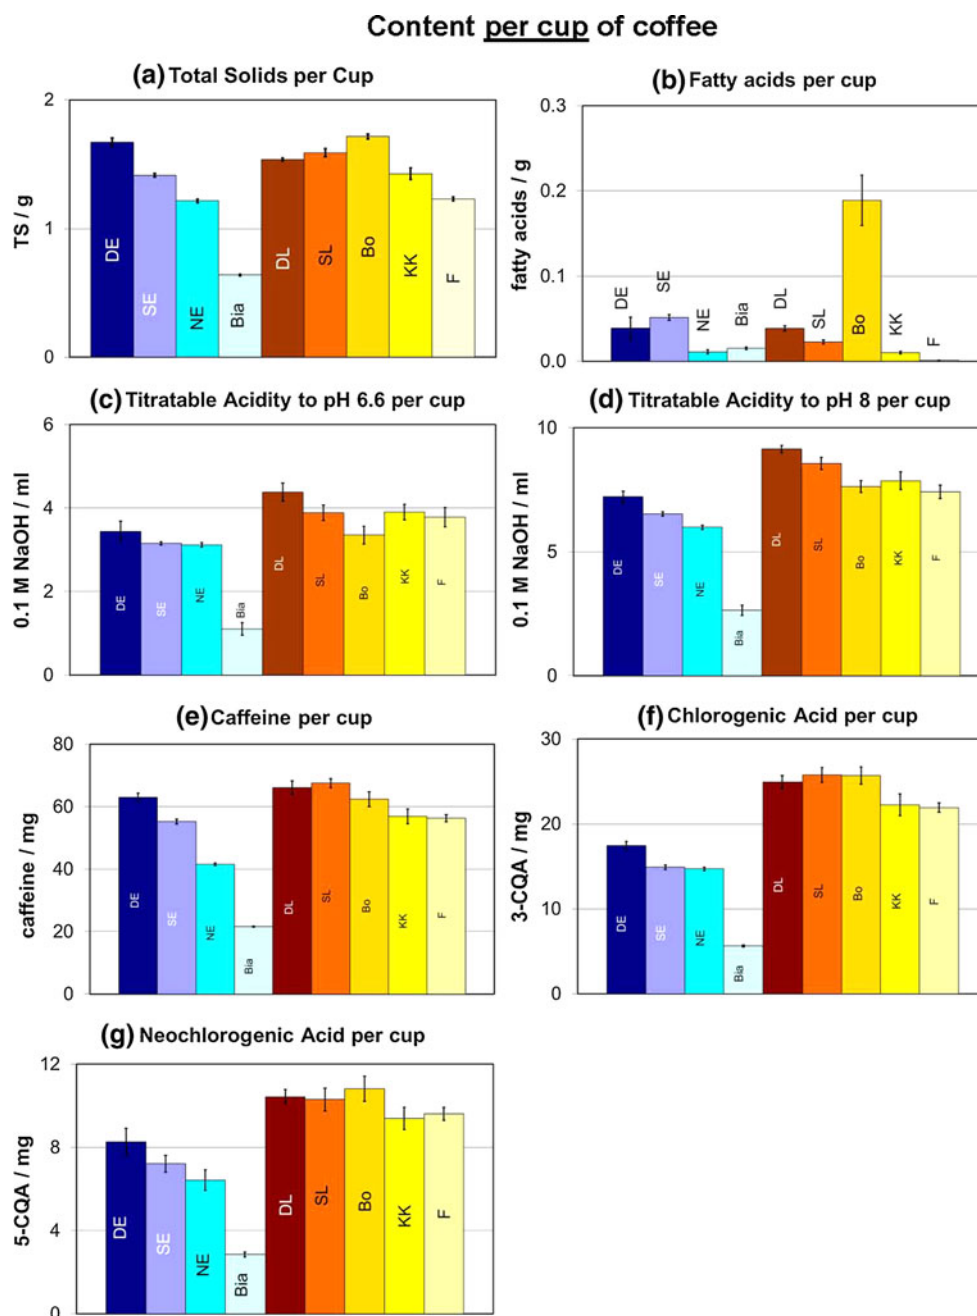 Content per cup of coffee
(a) Total Solids per Cup
2
1
0
TS / g
DE
SE
NE
Bia
DL
SL
Bo
KK
F
(b) Fatty acids per cup
0.3
0.2
0.1
0.0
fatty acids / g
DE
SE
NE
Bia
DL
SL
Bo
KK
F
(c) Titratable Acidity to pH 6.6 per cup
6
4
2
0
0.1 M NaOH / ml
DE
SE
NE
Bia
DL
SL
Bo
KK
F
(d) Titratable Acidity to pH 8 per cup
10
5
0
0.1 M NaOH / ml
DE
SE
NE
Bia
DL
SL
Bo
KK
F
(e) Caffeine per cup
80
60
40
20
0
caffeine / mg
DE
SE
NE
Bia
DL
SL
Bo
KK
F
(f) Chlorogenic Acid per cup
30
20
10
0
3-CQA / mg
DE
SE
NE
Bia
DL
SL
Bo
KK
F
(g) Neochlorogenic Acid per cup
12
8
4
0
5-CQA / mg
DE
SE
NE
Bia
DL
SL
Bo
KK
F